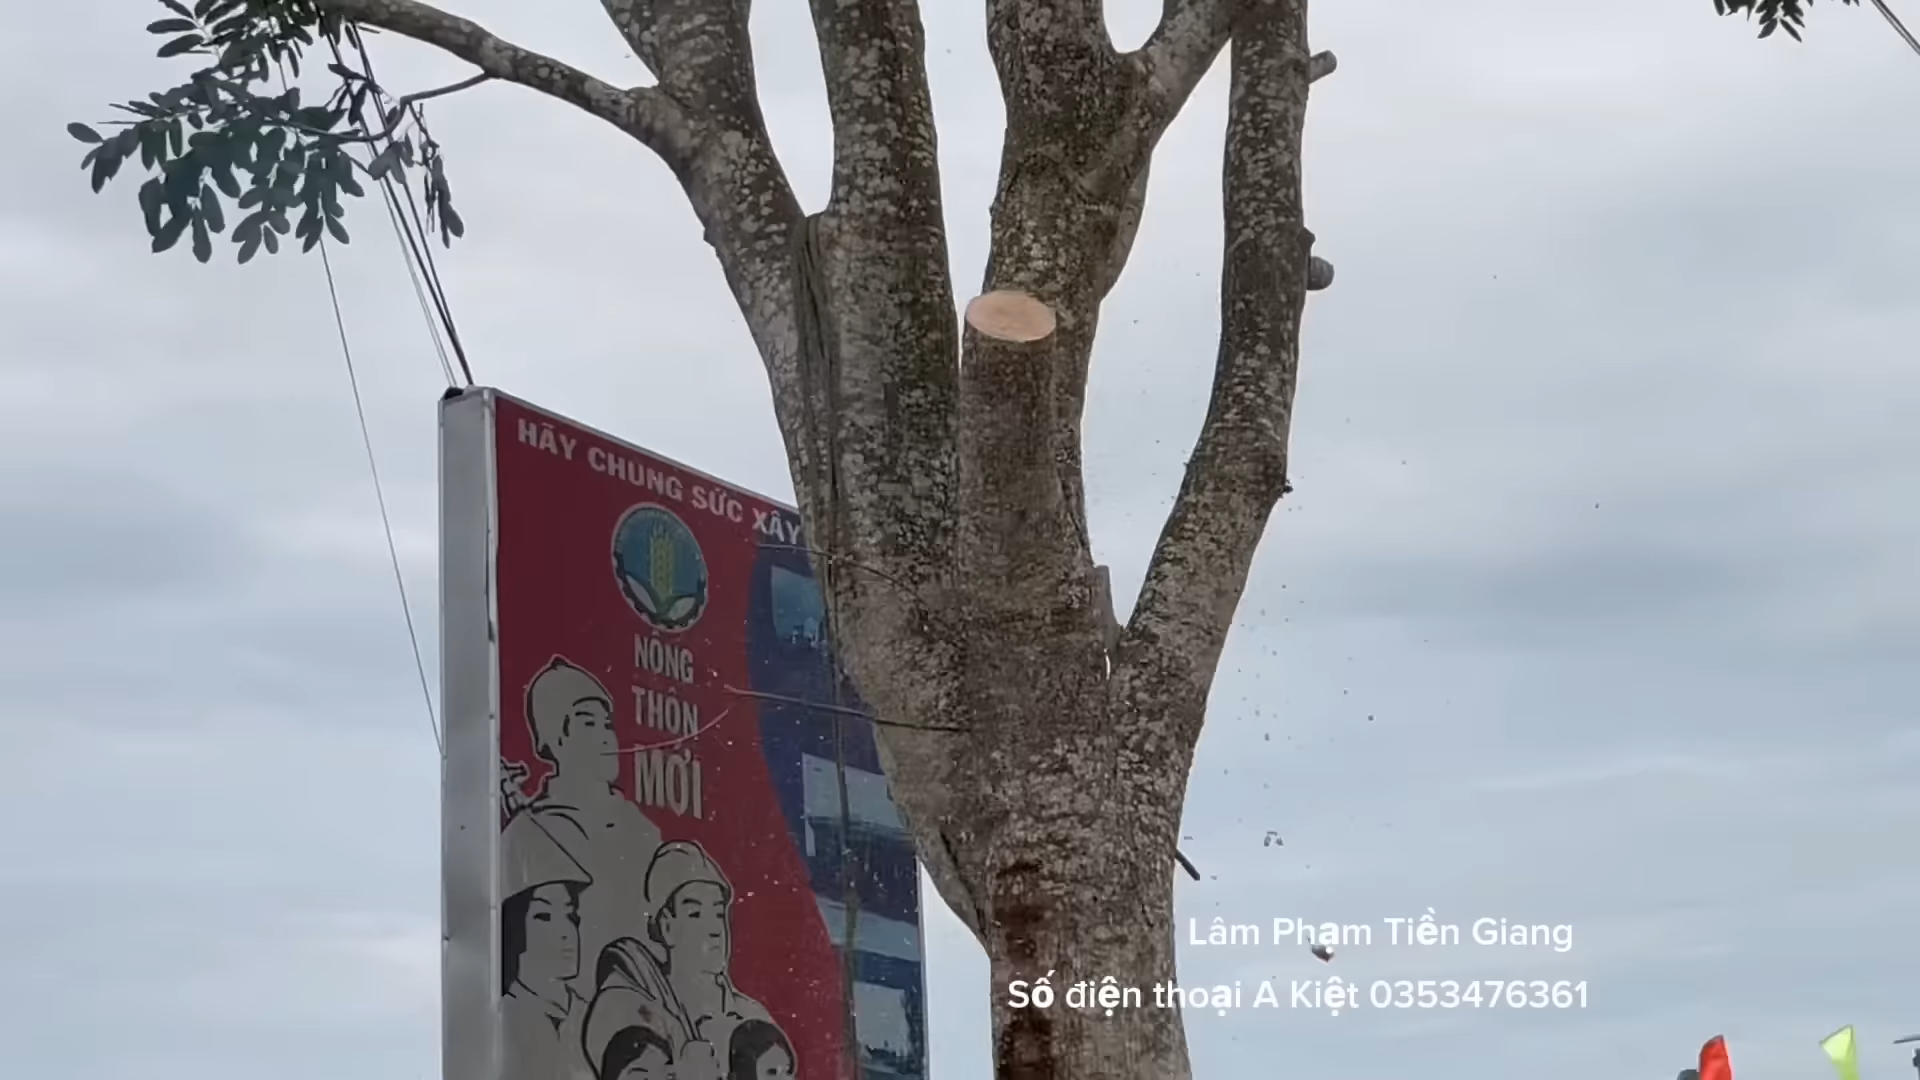 HÃY CHUNG SỨC XÂY
NÔNG
THÔN
MỚI
Lâm Phạm Tiền Giang
Số điện thoại A Kiệt 0353476361